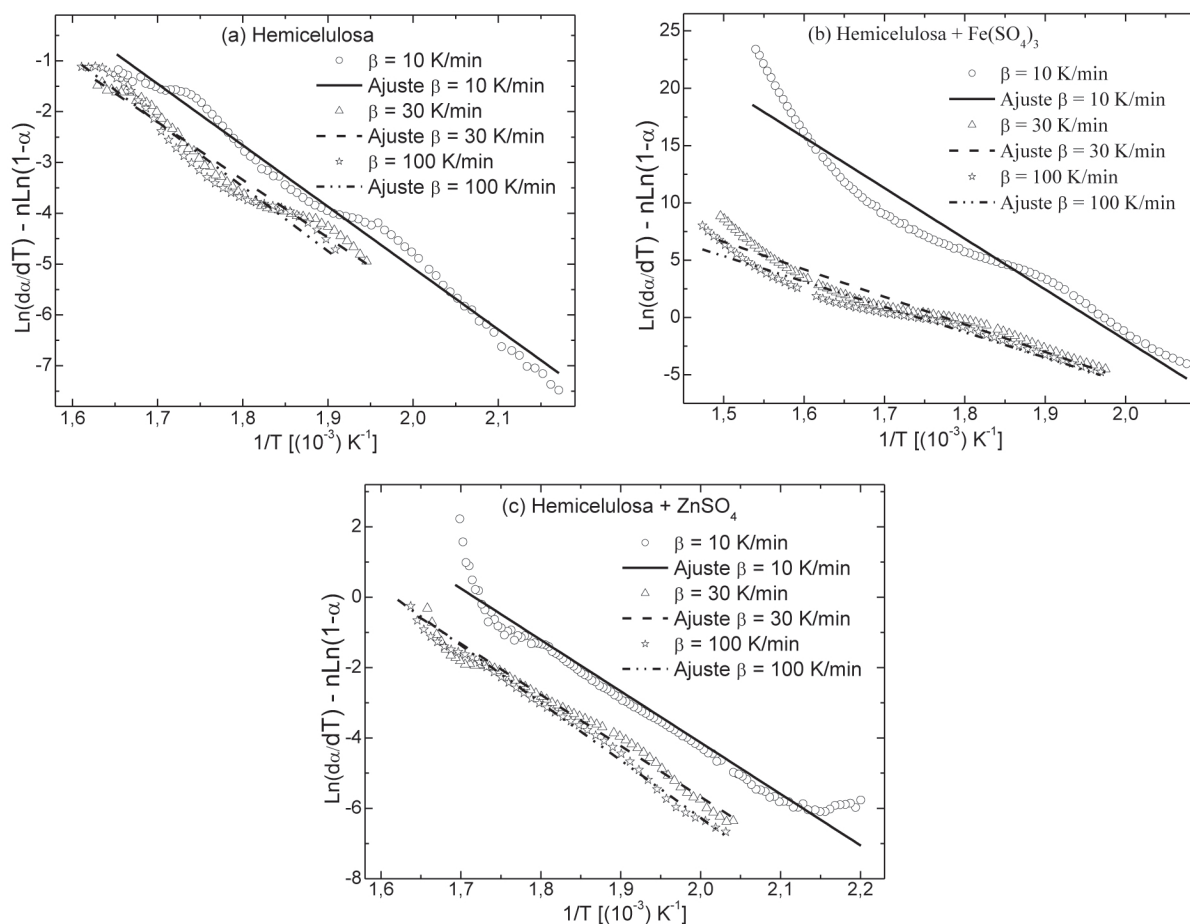 (a) Hemicelulosa
β = 10 K/min
Ajuste β = 10 K/min
β = 30 K/min
Ajuste β = 30 K/min
β = 100 K/min
Ajuste β = 100 K/min
Ln(dα/dT) - nLn(1-α)
-1
-2
-3
-4
-5
-6
-7
1,6 1,7 1,8 1,9 2,0 2,1
1/T [(10⁻³) K⁻¹]
(b) Hemicelulosa + Fe(SO₄)₃
β = 10 K/min
Ajuste β = 10 K/min
β = 30 K/min
Ajuste β = 30 K/min
β = 100 K/min
Ajuste β = 100 K/min
Ln(dα/dT) - nLn(1-α)
25
20
15
10
5
0
-5
1,5 1,6 1,7 1,8 1,9 2,0
1/T [(10⁻³) K⁻¹]
(c) Hemicelulosa + ZnSO₄
β = 10 K/min
Ajuste β = 10 K/min
β = 30 K/min
Ajuste β = 30 K/min
β = 100 K/min
Ajuste β = 100 K/min
Ln(dα/dT) - nLn(1-α)
2
0
-2
-4
-6
-8
1,6 1,7 1,8 1,9 2,0 2,1 2,2
1/T [(10⁻³) K⁻¹]